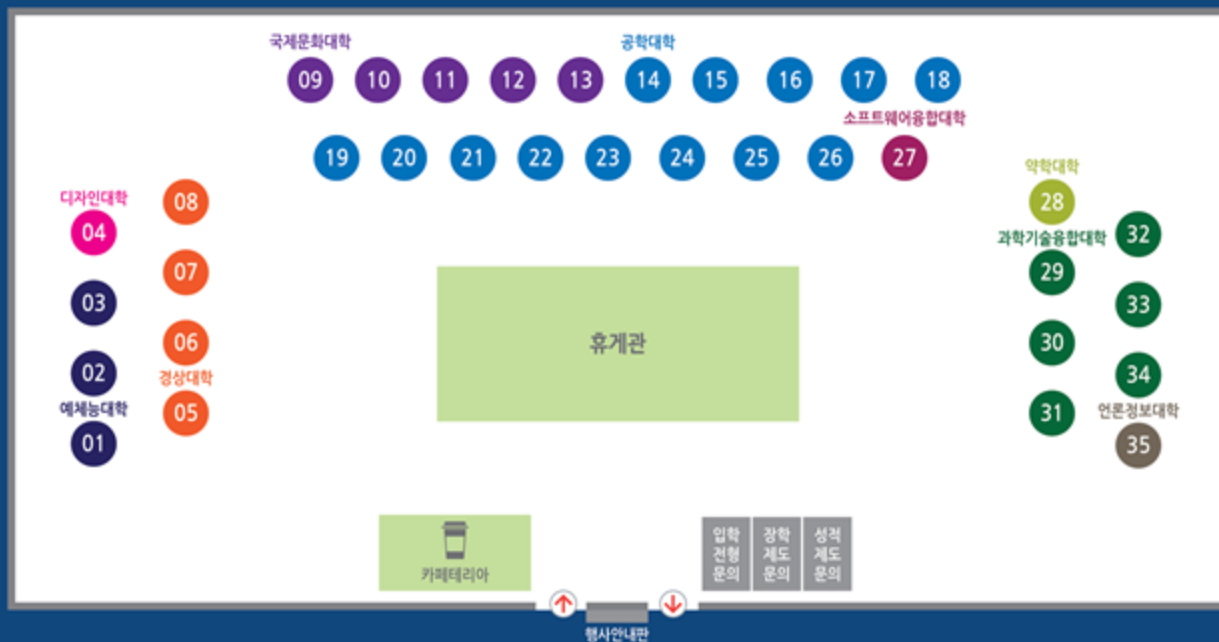 국제문화대학
공학대학
09 10 11 12 13 14 15 16 17 18
소프트웨어융합대학
19 20 21 22 23 24 25 26 27
디자인대학
04
03
02
예체능대학
01
08
07
06
경상대학
05
휴게관
약학대학
28
과학기술융합대학
29
30
31
32
33
34
언론정보대학
35
카페테리아
입학
전형
문의
장학
제도
문의
성적
제도
문의
행사안내판